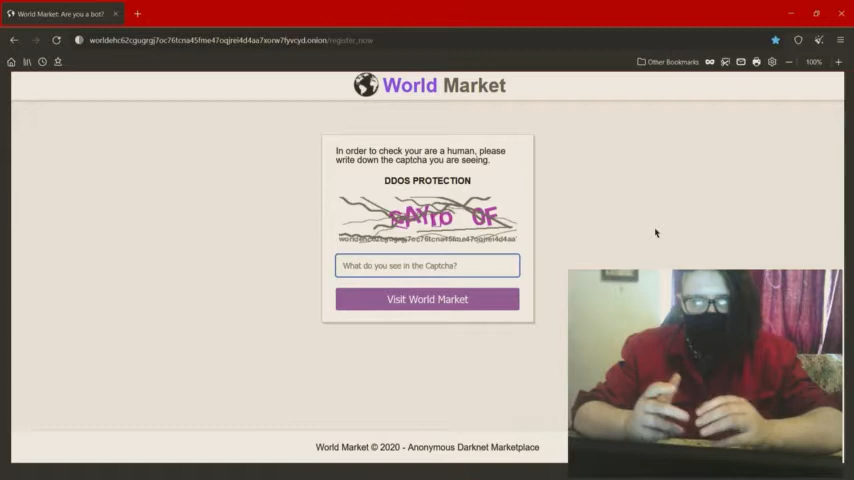 World Market: Are you a bot?
worldehc62cgugrgj7oc76tcna45fme47oqjrei4d4aa7xorw7fyvcyd.onion/register_now
Other Bookmarks
100%
World Market
In order to check your are a human, please
write down the captcha you are seeing.
DDOS PROTECTION
What do you see in the Captcha?
Visit World Market
World Market © 2020 - Anonymous Darknet Marketplace